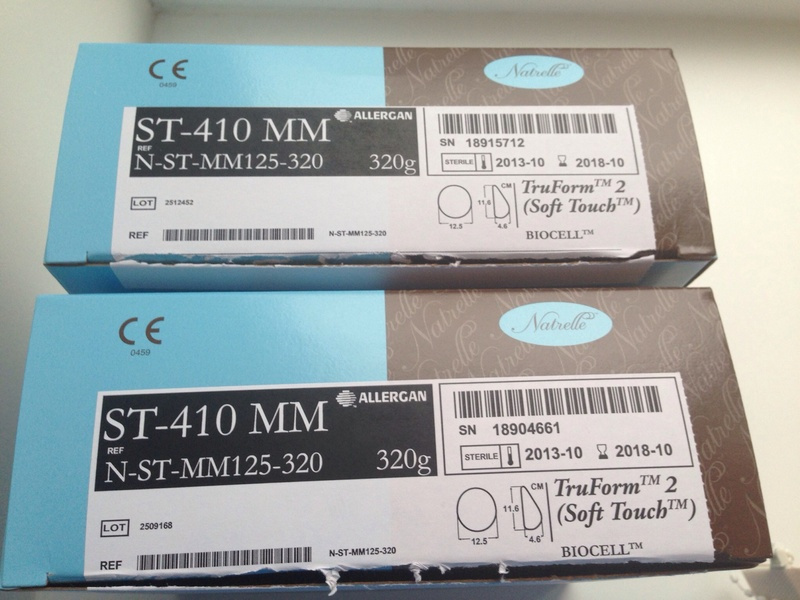 CE
0459
Natrelle™
ALLERGAN
ST-410 MM
REF
N-ST-MM125-320 320g
SN 18915712
STERILE 2013-10 2018-10
LOT 2512452
REF N-ST-MM125-320
CM
11.6
12.5 4.6
TruForm™ 2
(Soft Touch™)
BIOCELL™
CE
0459
Natrelle™
ALLERGAN
ST-410 MM
REF
N-ST-MM125-320 320g
SN 18904661
STERILE 2013-10 2018-10
LOT 2509168
REF N-ST-MM125-320
CM
11.6
12.5 4.6
TruForm™ 2
(Soft Touch™)
BIOCELL™